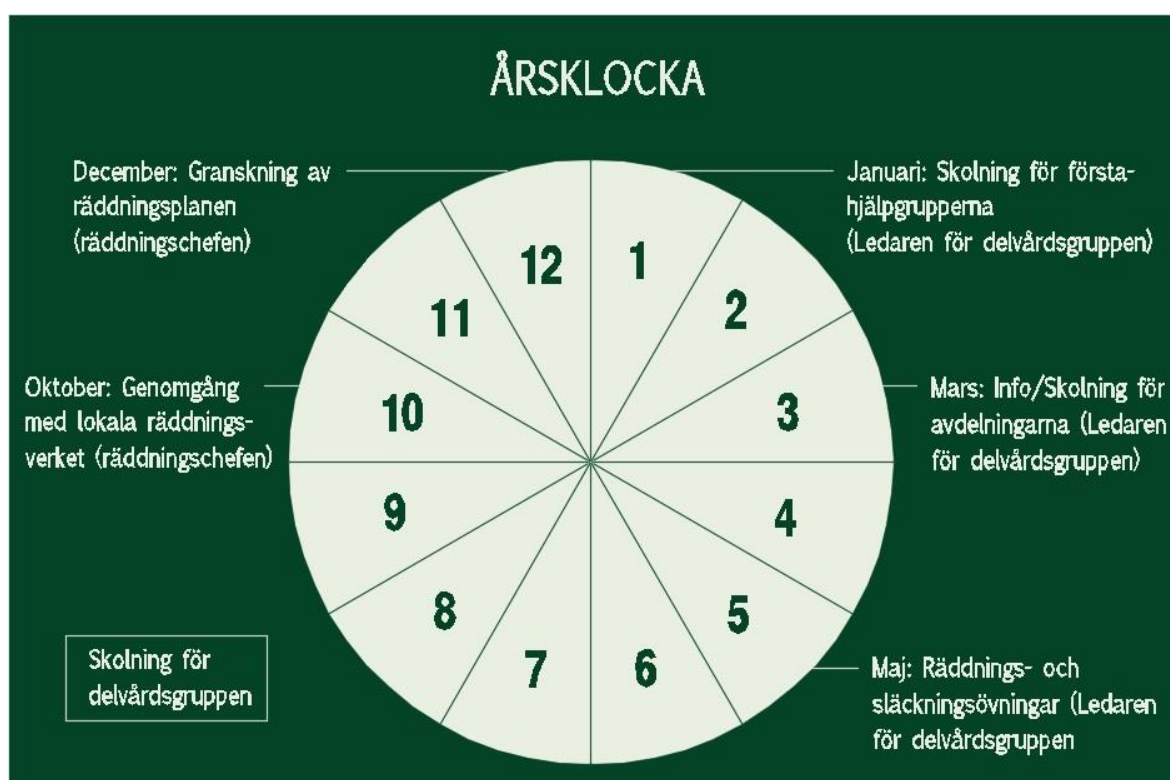 ÅRSKLOCKA
December: Granskning av
räddningsplanen
(räddningschefen)
Januari: Skolning för första-
hjälpgrupperna
(Ledaren för delvårdsgruppen)
12
1
11
2
Oktober: Genomgång
med lokala räddnings-
verket (räddningschefen)
10
3
Mars: Info/Skolning för
avdelningarna (Ledaren
för delvårdsgruppen)
9
4
8
5
7
6
Skolning för
delvårdsgruppen
Maj: Räddnings- och
släckningsövningar (Ledaren
för delvårdsgruppen